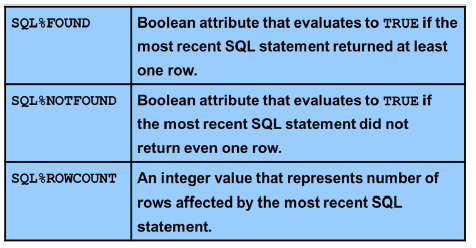 SQL%FOUND Boolean attribute that evaluates to TRUE if the
most recent SQL statement returned at least
one row.
SQL%NOTFOUND Boolean attribute that evaluates to TRUE if
the most recent SQL statement did not
return even one row.
SQL%ROWCOUNT An integer value that represents number of
rows affected by the most recent SQL
statement.